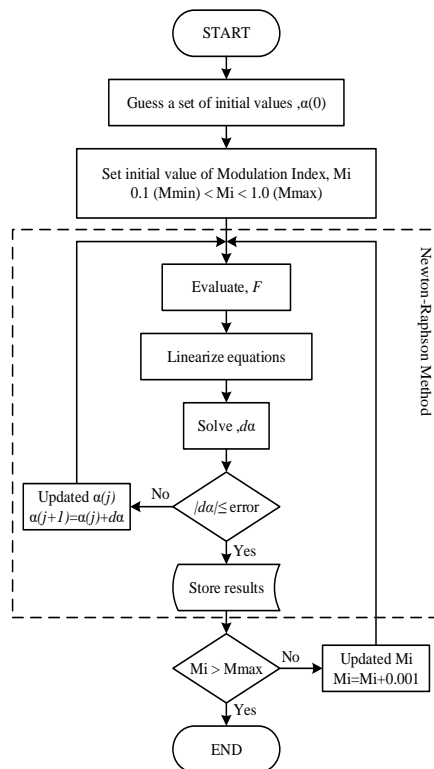 START
Guess a set of initial values ,α(0)
Set initial value of Modulation Index, Mi
0.1 (Mmin) < Mi < 1.0 (Mmax)
Newton-Raphson Method
Evaluate, F
Linearize equations
Solve ,dα
|dα|≤ error
No
Updated α(j)
α(j+1)=α(j)+dα
Yes
Store results
Mi > Mmax
No
Updated Mi
Mi=Mi+0.001
Yes
END